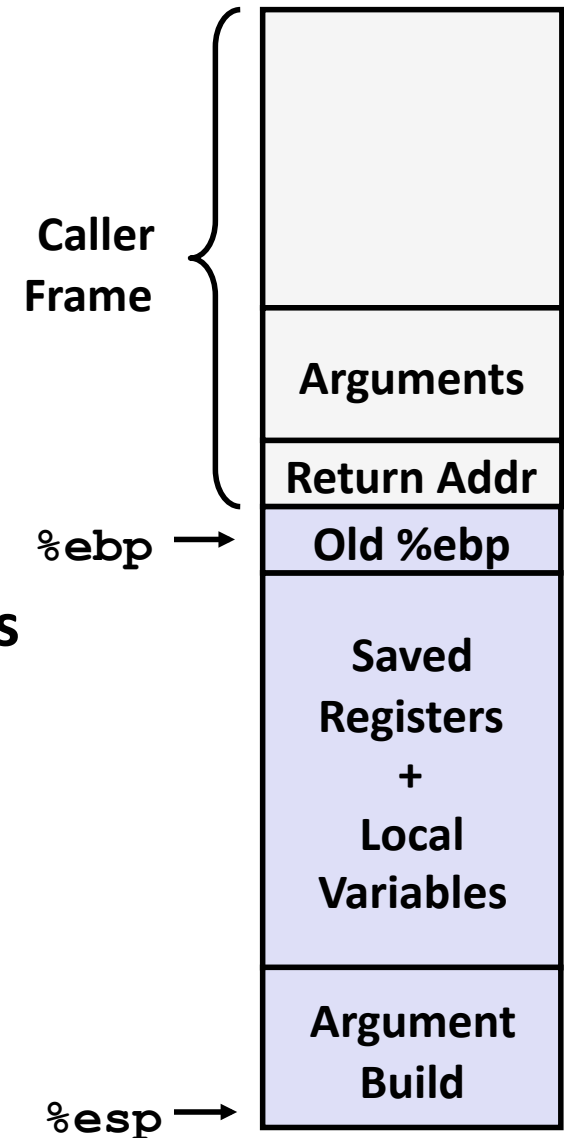 Caller
Frame
Arguments
Return Addr
%ebp
Old %ebp
s
Saved
Registers
+
Local
Variables
Argument
Build
%esp